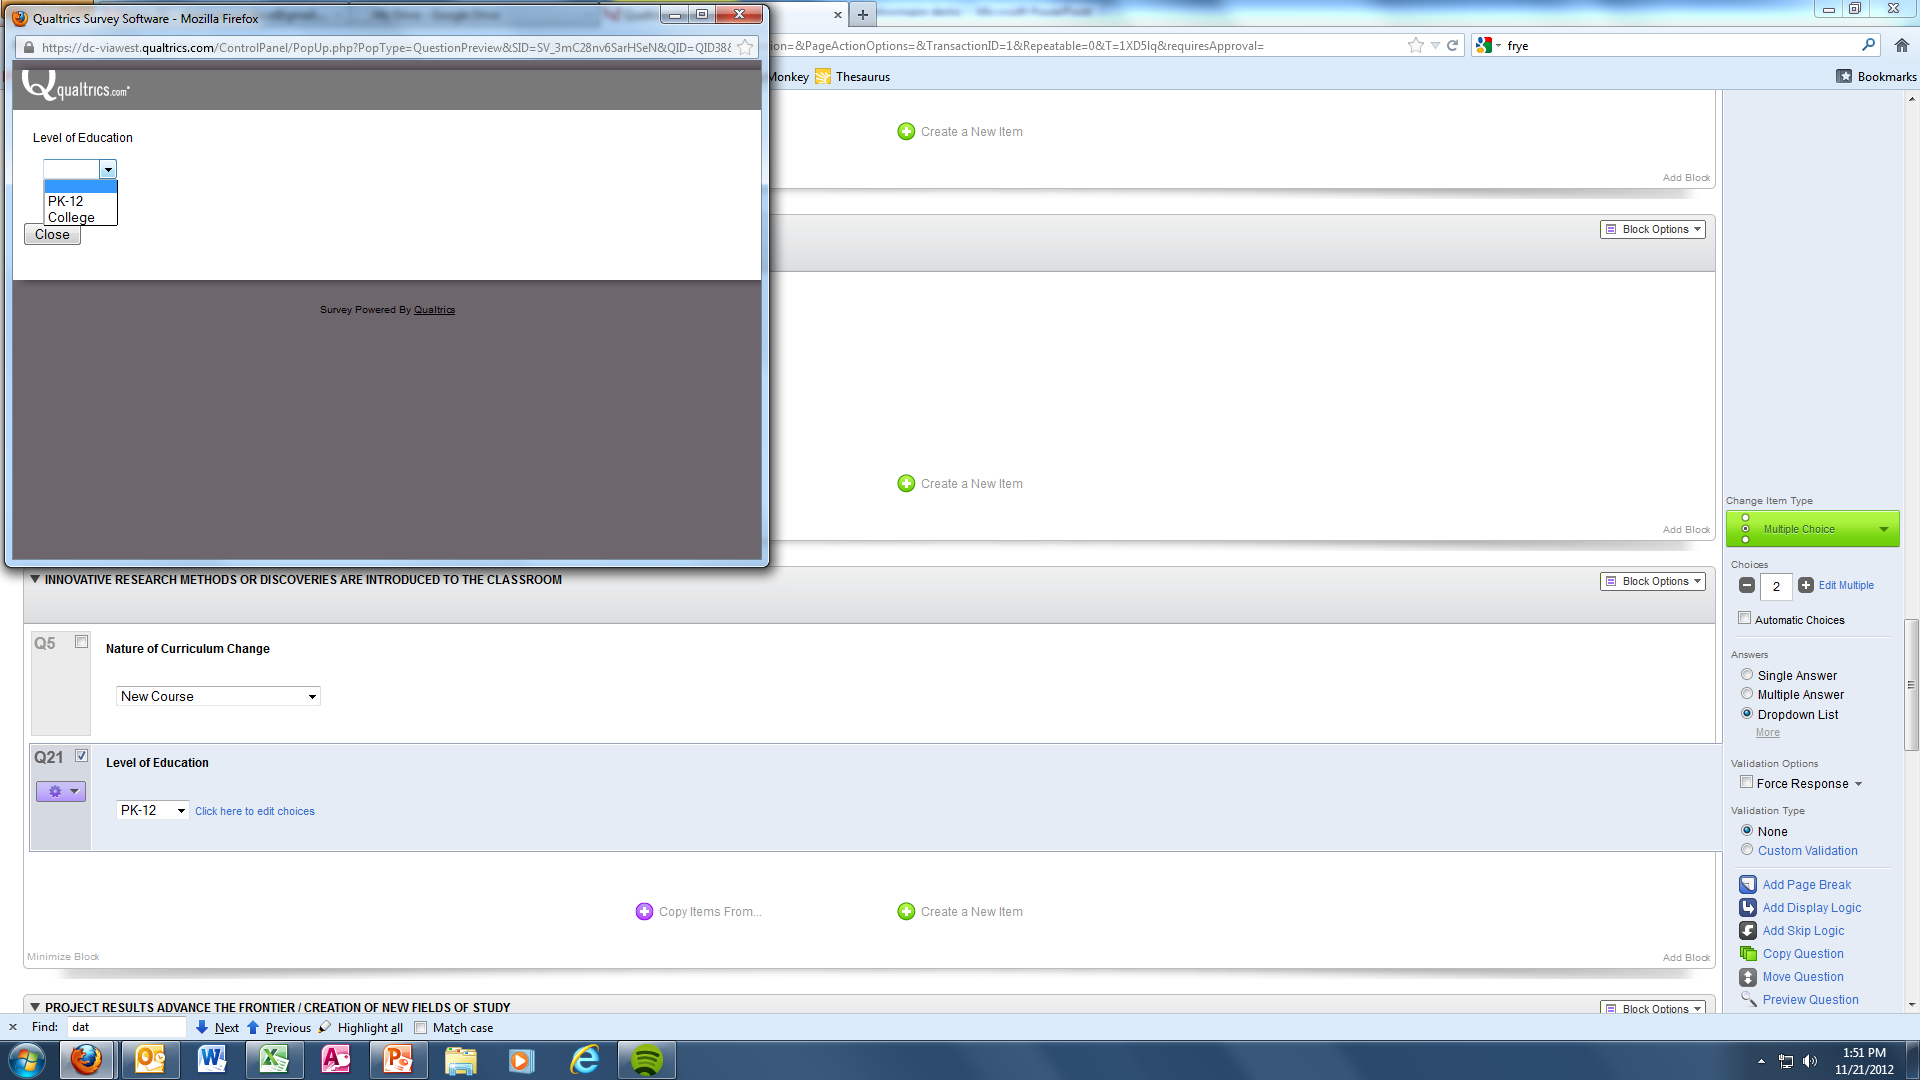 Qualtrics Survey Software - Mozilla Firefox
https://dc-viawest.qualtrics.com/ControlPanel/PopUp.php?PopType=QuestionPreview&SID=SV_3mC28nv6SarHSeN&QID=QID38&
ion=&PageActionOptions=&TransactionID=1&Repeatable=0&T=1XD5lq&requiresApproval=
frye
Monkey
Thesaurus
Bookmarks
qualtrics.com
Level of Education
PK-12
College
Close
Survey Powered By Qualtrics
Create a New Item
Add Block
Block Options
Create a New Item
Add Block
INNOVATIVE RESEARCH METHODS OR DISCOVERIES ARE INTRODUCED TO THE CLASSROOM
Block Options
Q5
Nature of Curriculum Change
New Course
Q21
Level of Education
PK-12
Click here to edit choices
Copy Items From...
Create a New Item
Minimize Block
Add Block
PROJECT RESULTS ADVANCE THE FRONTIER / CREATION OF NEW FIELDS OF STUDY
Block Options
Change Item Type
Multiple Choice
Choices
2
Edit Multiple
Automatic Choices
Answers
Single Answer
Multiple Answer
Dropdown List
More
Validation Options
Force Response
Validation Type
None
Custom Validation
Add Page Break
Add Display Logic
Add Skip Logic
Copy Question
Move Question
Preview Question
Find: dat Next Previous Highlight all Match case
1:51 PM
11/21/2012